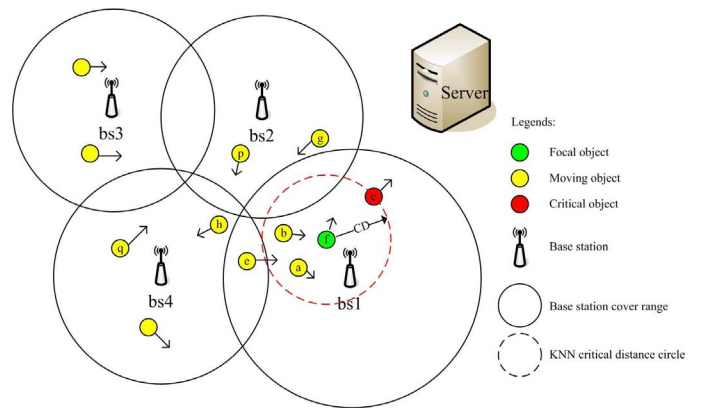 bs3
bs2
Server
Legends:
g
p
Focal object
Moving object
c
Critical object
h
b
f
CD
q
e
a
Base station
bs4
bs1
Base station cover range
KNN critical distance circle